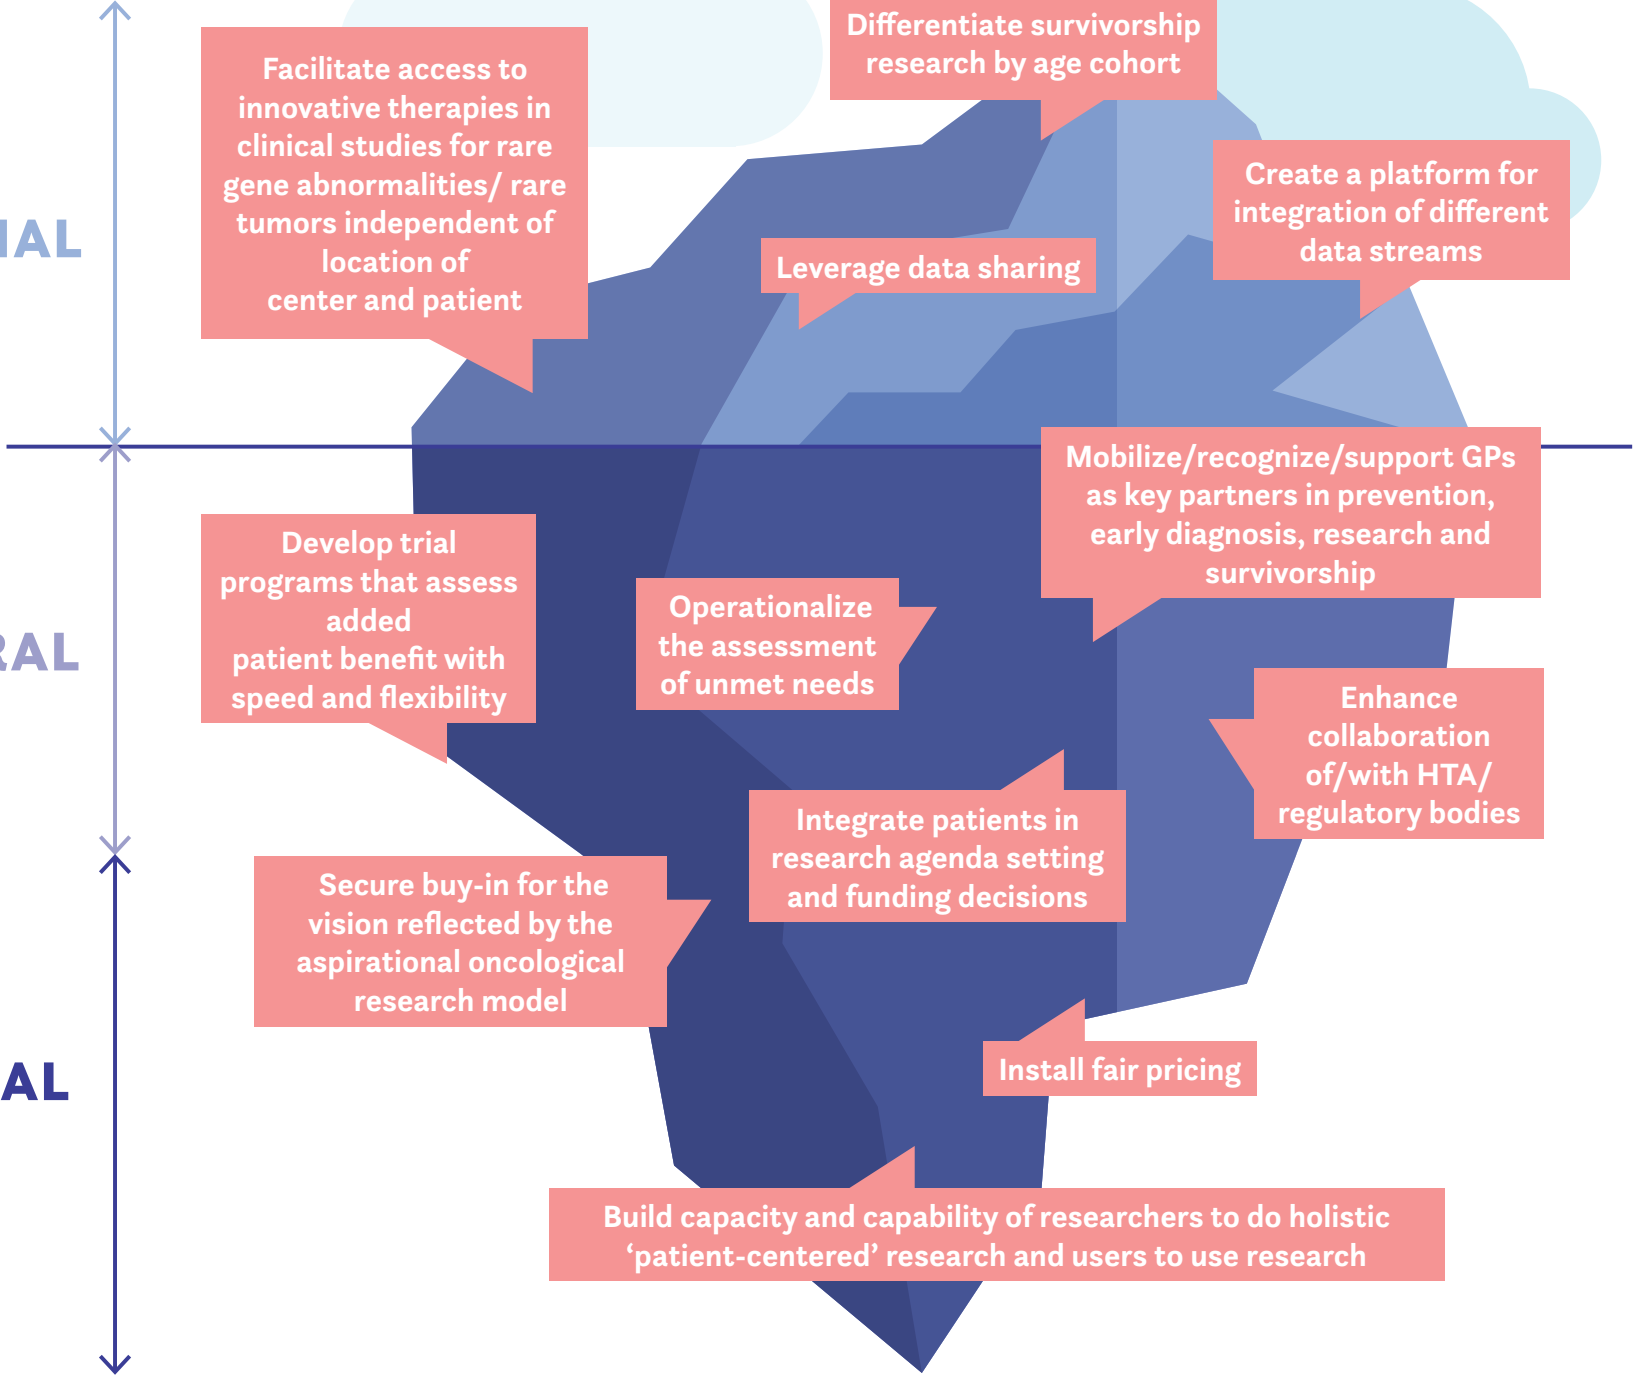 Differentiate survivorship
research by age cohort
Facilitate access to
innovative therapies in
clinical studies for rare
gene abnormalities/ rare
tumors independent of
location of
center and patient
Create a platform for
integration of different
data streams
Leverage data sharing
Mobilize/recognize/support GPs
as key partners in prevention,
early diagnosis, research and
survivorship
Develop trial
programs that assess
added
patient benefit with
speed and flexibility
Operationalize
the assessment
of unmet needs
Enhance
collaboration
of/with HTA/
regulatory bodies
Integrate patients in
research agenda setting
and funding decisions
Secure buy-in for the
vision reflected by the
aspirational oncological
research model
Install fair pricing
Build capacity and capability of researchers to do holistic
‘patient-centered’ research and users to use research